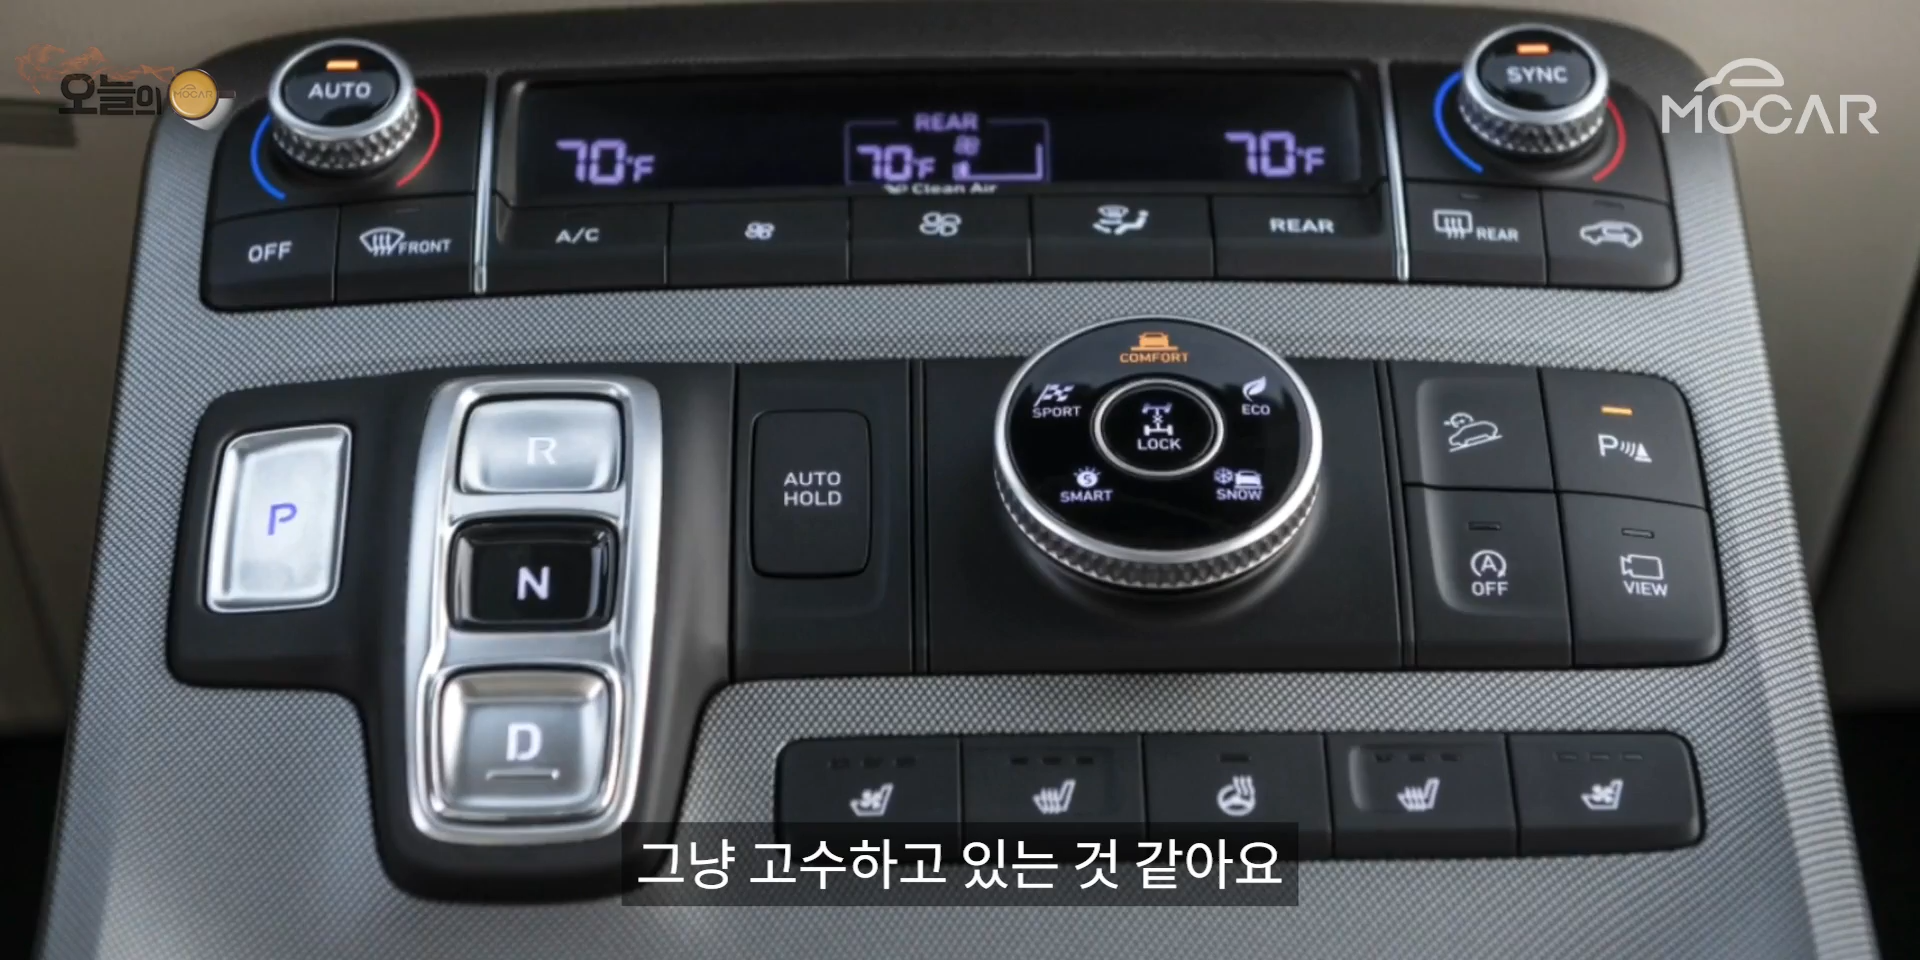 오늘의 MOCAR
MOCAR
AUTO
SYNC
70°F
REAR
70°F
70°F
Clean Air
OFF
FRONT
A/C
REAR
REAR
COMFORT
SPORT
ECO
LOCK
SMART
SNOW
P
R
N
D
AUTO
HOLD
P
A
OFF
VIEW
그냥 고수하고 있는 것 같아요